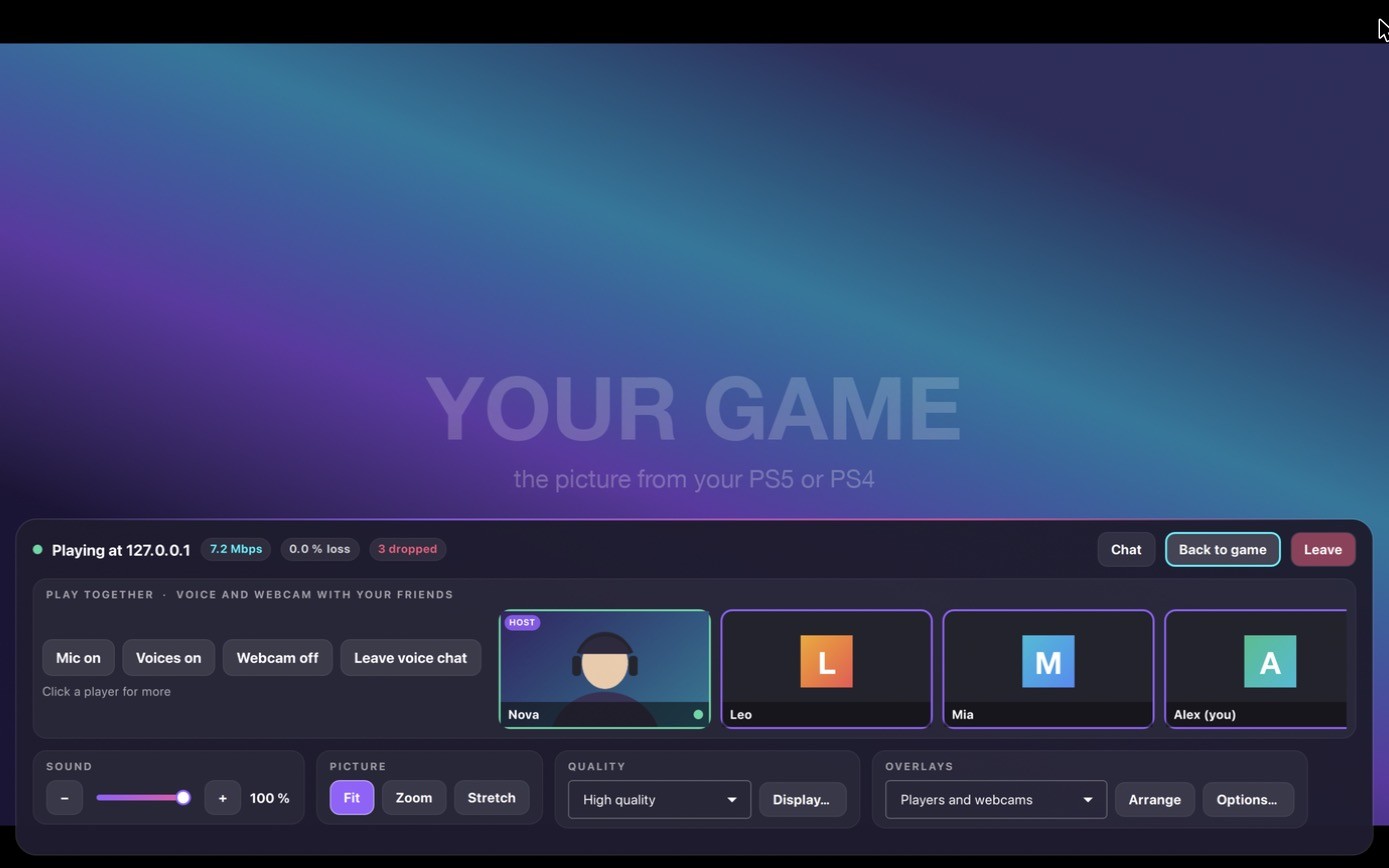 YOUR GAME
the picture from your PS5 or PS4
Playing at 127.0.0.1 7.2 Mbps 0.0 % loss 3 dropped Chat Back to game Leave
PLAY TOGETHER · VOICE AND WEBCAM WITH YOUR FRIENDS
HOST
L M A
Mic on Voices on Webcam off Leave voice chat
Click a player for more
Nova Leo Mia Alex (you)
SOUND PICTURE QUALITY OVERLAYS
− + 100 % Fit Zoom Stretch High quality Display... Players and webcams Arrange Options...